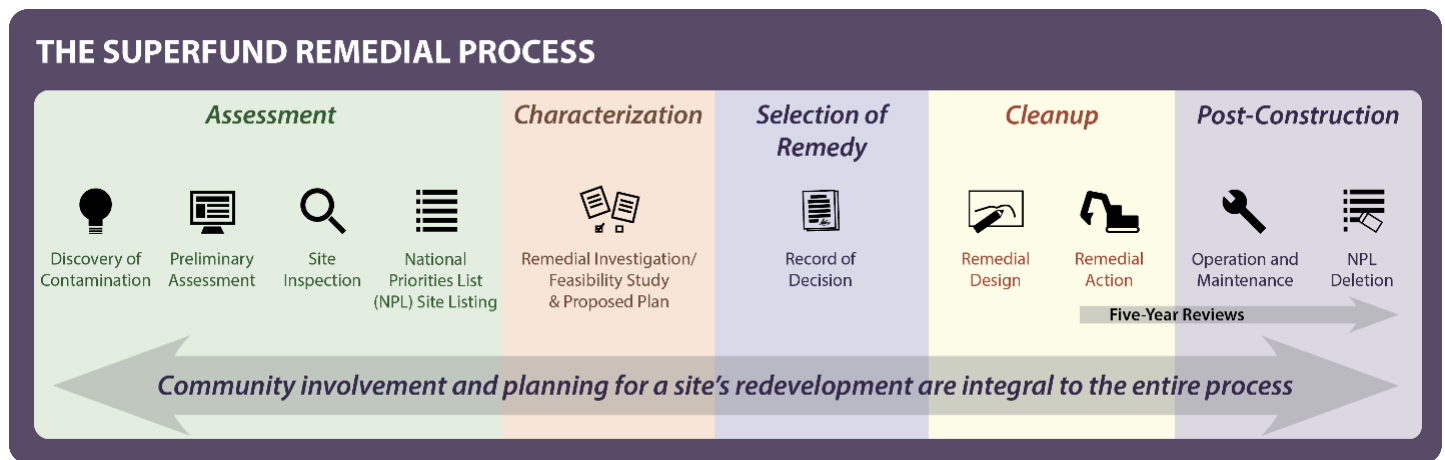 THE SUPERFUND REMEDIAL PROCESS
Assessment
Discovery of
Contamination
Preliminary
Assessment
Site
Inspection
National
Priorities List
(NPL) Site Listing
Characterization
Remedial Investigation/
Feasibility Study
& Proposed Plan
Selection of
Remedy
Record of
Decision
Cleanup
Remedial
Design
Remedial
Action
Post-Construction
Operation and
Maintenance
NPL
Deletion
Five-Year Reviews
Community involvement and planning for a site's redevelopment are integral to the entire process